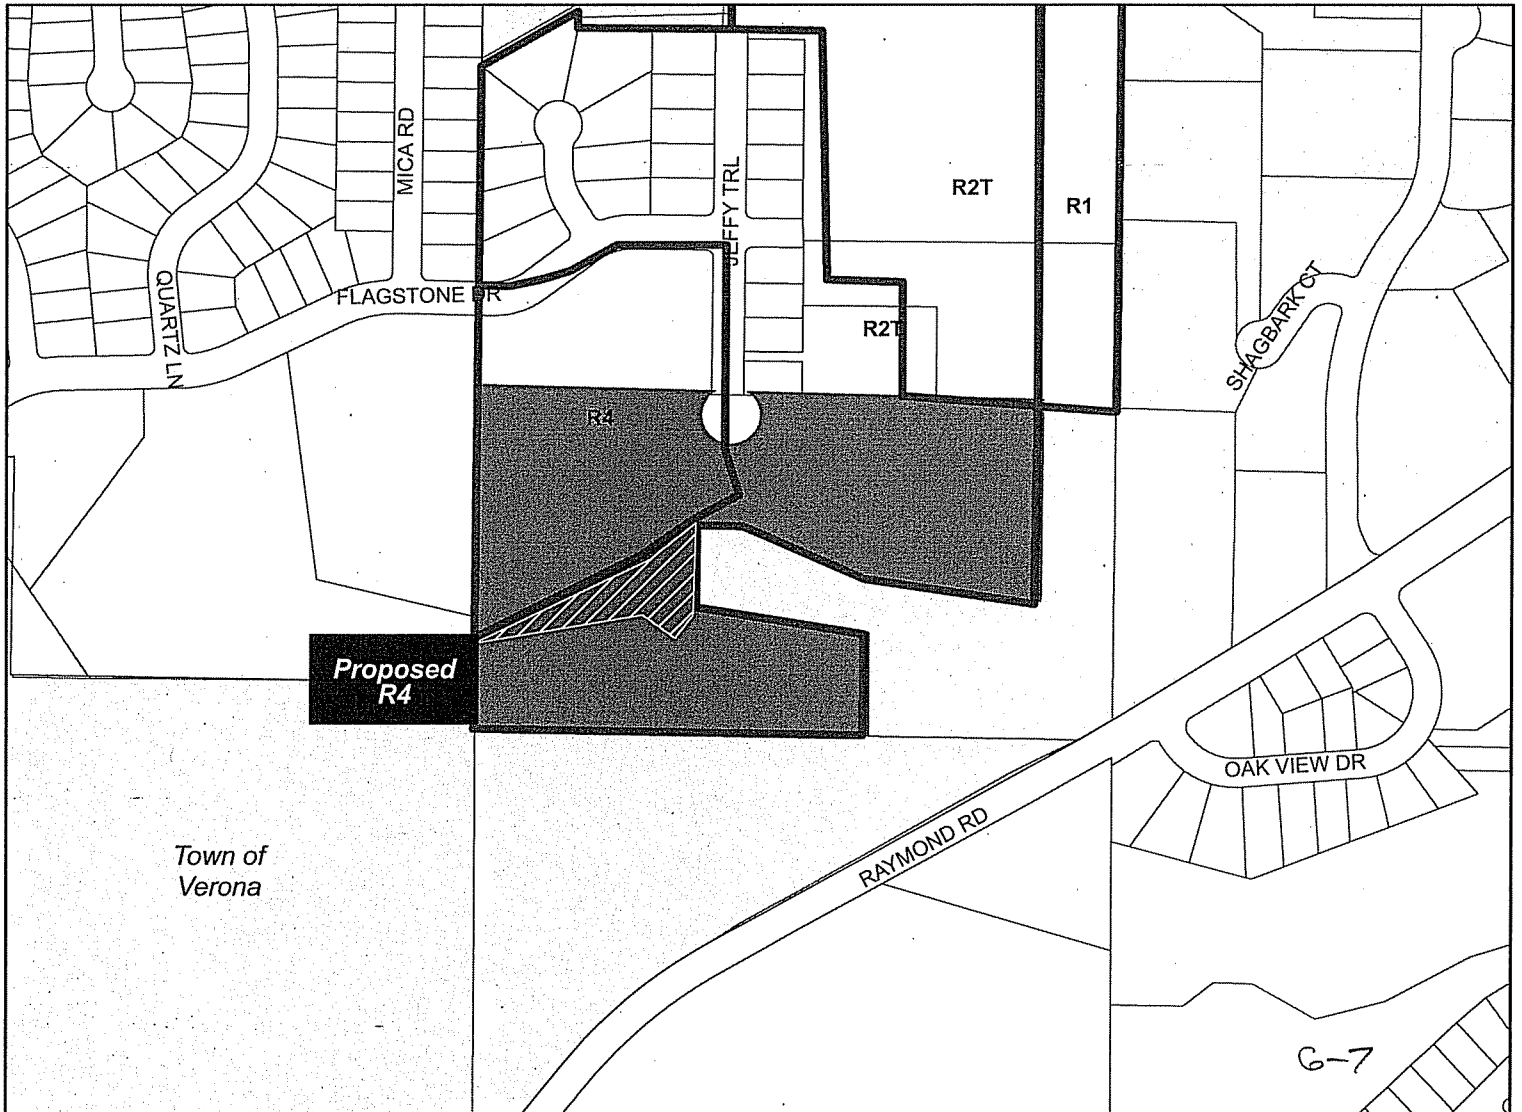 MICA RD
JEFFY TRL
R2T
R1
QUARTZ LN
FLAGSTONE DR
R2T
SHAGBARK CT
R4
Proposed
R4
OAK VIEW DR
RAYMOND RD
Town of
Verona
6-7